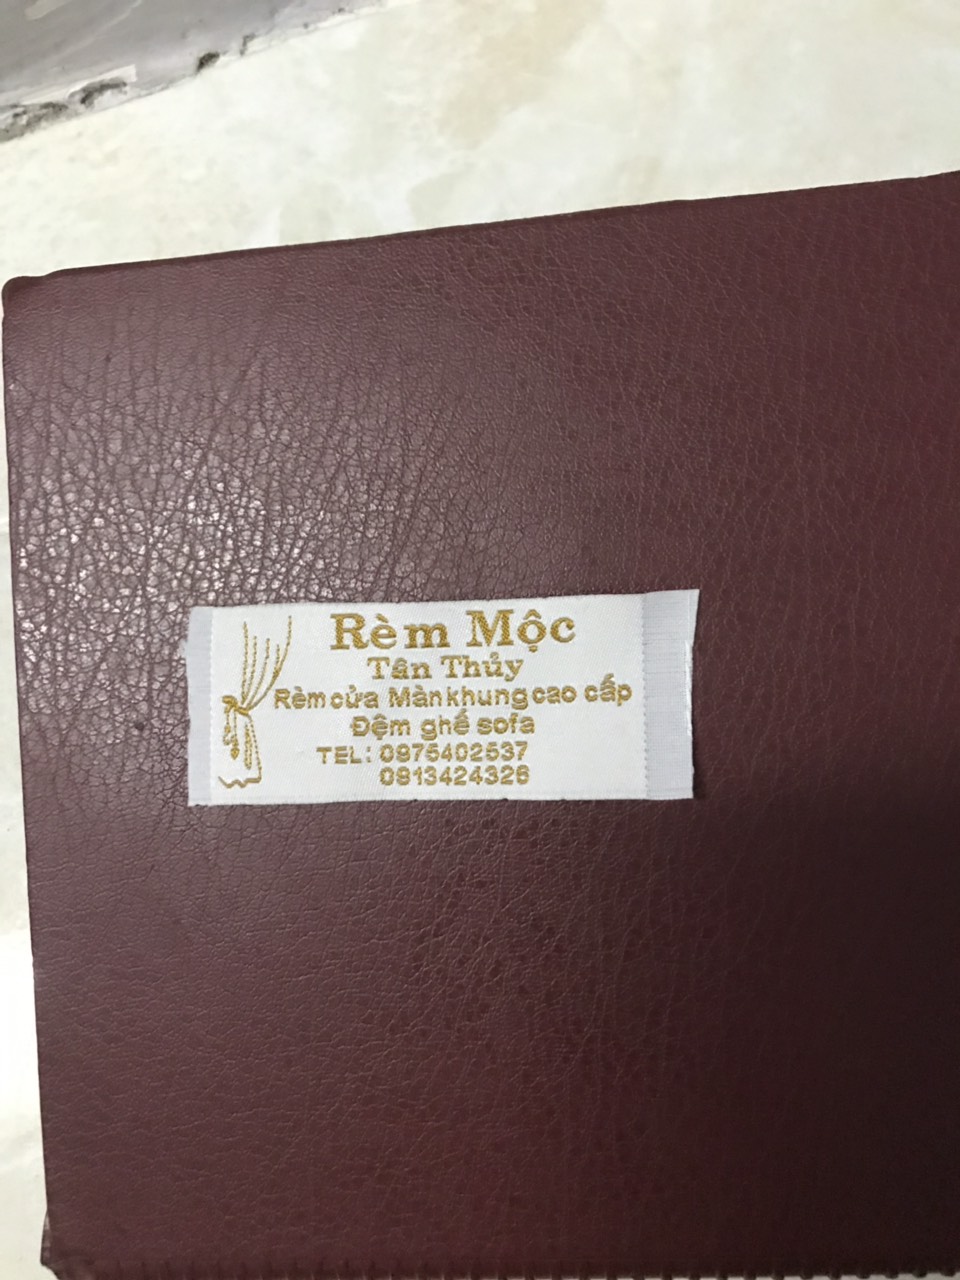 Rèm Mộc
Tân Thủy
Rèm cửa Màn khung cao cấp
Đệm ghế sofa
TEL: 0975402537
0913424326